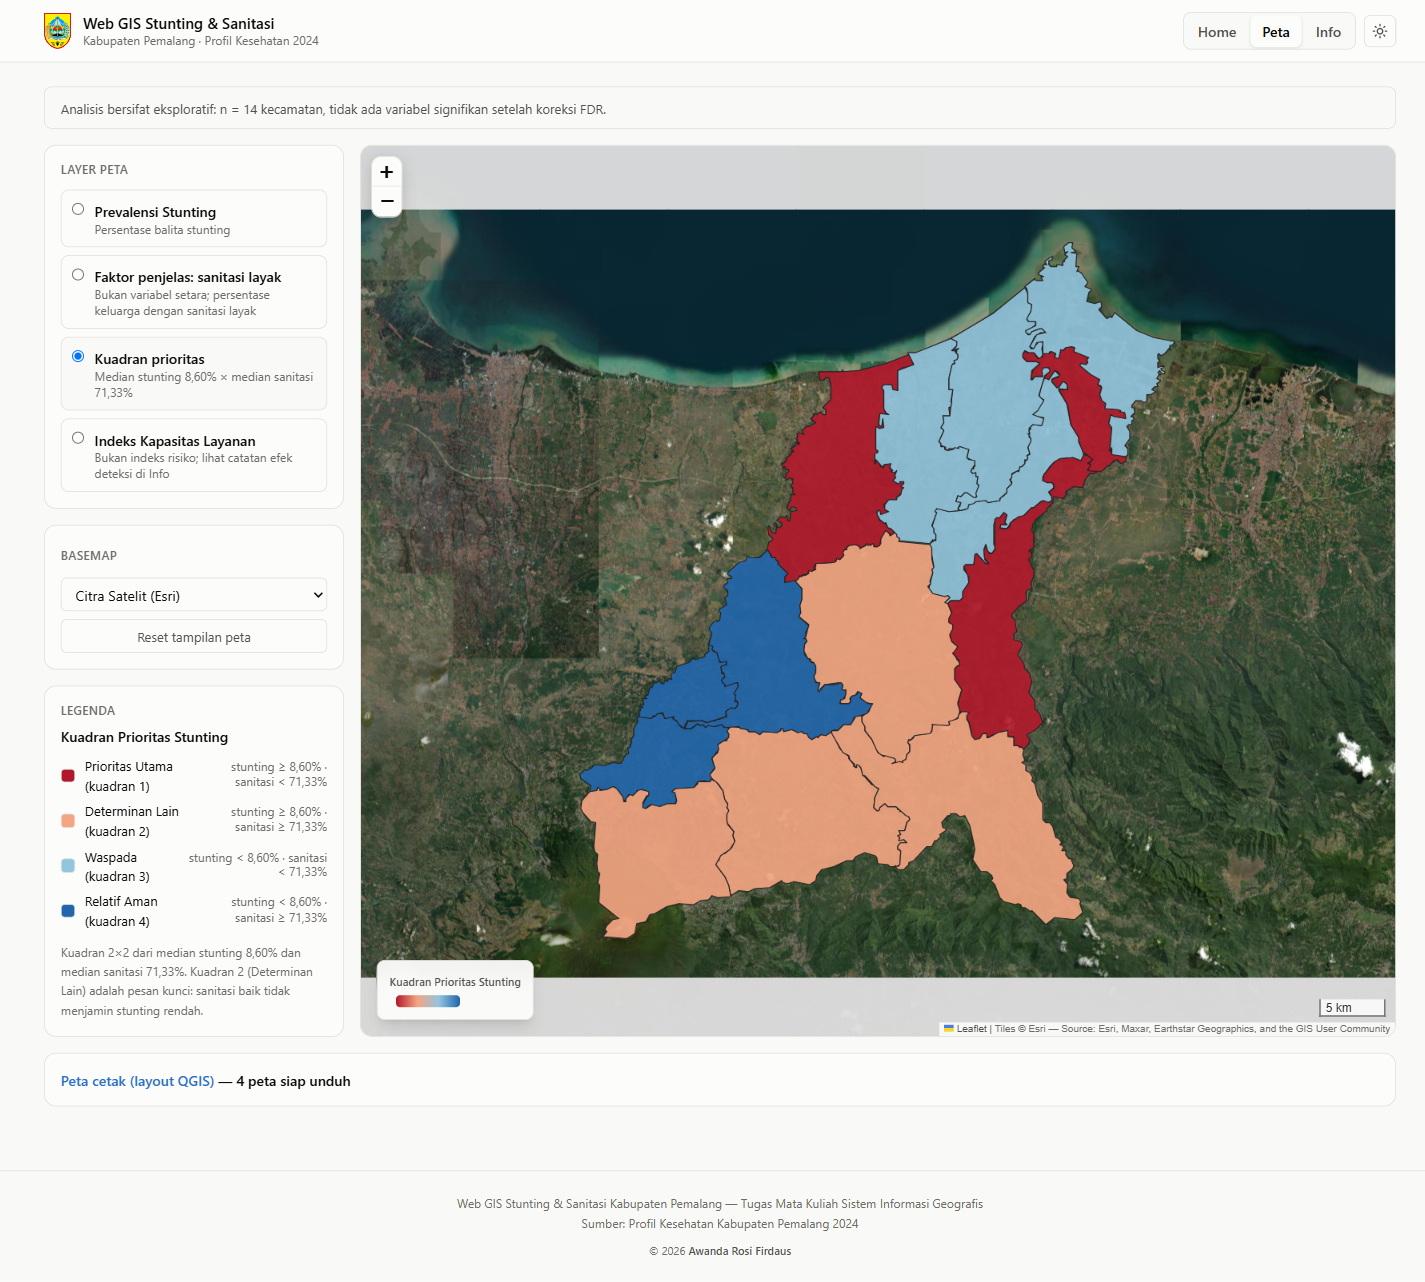 Web GIS Stunting & Sanitasi
Kabupaten Pemalang · Profil Kesehatan 2024
Home
Peta
Info
Analisis bersifat eksploratif: n = 14 kecamatan, tidak ada variabel signifikan setelah koreksi FDR.
LAYER PETA
Prevalensi Stunting
Persentase balita stunting
Faktor penjelas: sanitasi layak
Bukan variabel setara; persentase
keluarga dengan sanitasi layak
Kuadran prioritas
Median stunting 8,60% × median sanitasi
71,33%
Indeks Kapasitas Layanan
Bukan indeks risiko; lihat catatan efek
deteksi di Info
BASEMAP
Citra Satelit (Esri)
Reset tampilan peta
LEGENDA
Kuadran Prioritas Stunting
Prioritas Utama
(kuadran 1)
stunting ≥ 8,60% ·
sanitasi < 71,33%
Determinan Lain
(kuadran 2)
stunting ≥ 8,60% ·
sanitasi ≥ 71,33%
Waspada
(kuadran 3)
stunting < 8,60% · sanitasi
< 71,33%
Relatif Aman
(kuadran 4)
stunting < 8,60% ·
sanitasi ≥ 71,33%
Kuadran 2×2 dari median stunting 8,60% dan
median sanitasi 71,33%. Kuadran 2 (Determinan
Lain) adalah pesan kunci: sanitasi baik tidak
menjamin stunting rendah.
+
−
Kuadran Prioritas Stunting
5 km
Leaflet | Tiles © Esri — Source: Esri, Maxar, Earthstar Geographics, and the GIS User Community
Peta cetak (layout QGIS) — 4 peta siap unduh
Web GIS Stunting & Sanitasi Kabupaten Pemalang — Tugas Mata Kuliah Sistem Informasi Geografis
Sumber: Profil Kesehatan Kabupaten Pemalang 2024
© 2026 Awanda Rosi Firdaus